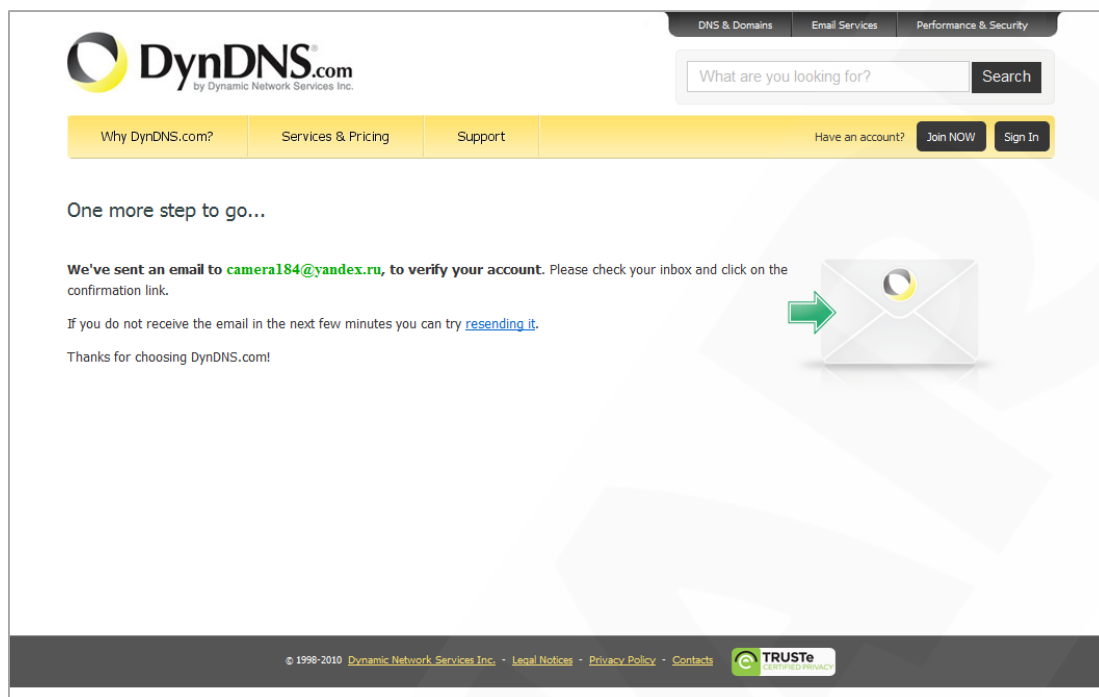 DNS & Domains Email Services Performance & Security
DynDNS.com
by Dynamic Network Services Inc.
What are you looking for? Search
Why DynDNS.com? Services & Pricing Support Have an account? Join NOW Sign In
One more step to go...
We've sent an email to camera184@yandex.ru, to verify your account. Please check your inbox and click on the
confirmation link.
If you do not receive the email in the next few minutes you can try resending it.
Thanks for choosing DynDNS.com!
© 1998-2010 Dynamic Network Services Inc. - Legal Notices - Privacy Policy - Contacts TRUSTe
CERTIFIED PRIVACY